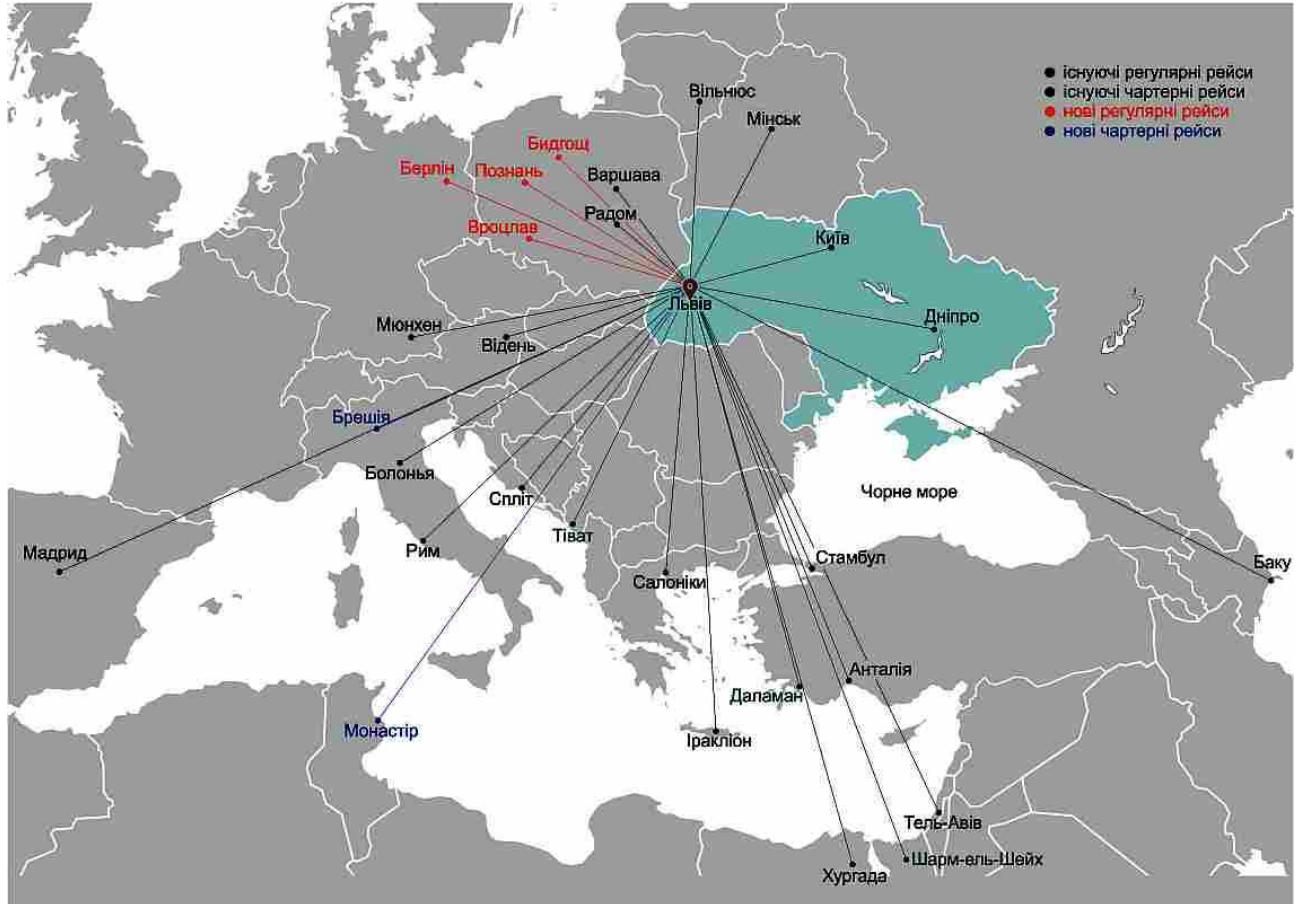 існуючі регулярні рейси
існуючі чартерні рейси
нові регулярні рейси
нові чартерні рейси
Вільнюс
Мінськ
Бидгощ
Берлін
Познань
Варшава
Радом
Вроцлав
Київ
Львів
Дніпро
Мюнхен
Відень
Брешія
Болонья
Спліт
Чорне море
Тіват
Рим
Мадрид
Стамбул
Салоніки
Баку
Анталія
Даламан
Монастір
Іракліон
Тель-Авів
Шарм-ель-Шейх
Хургада